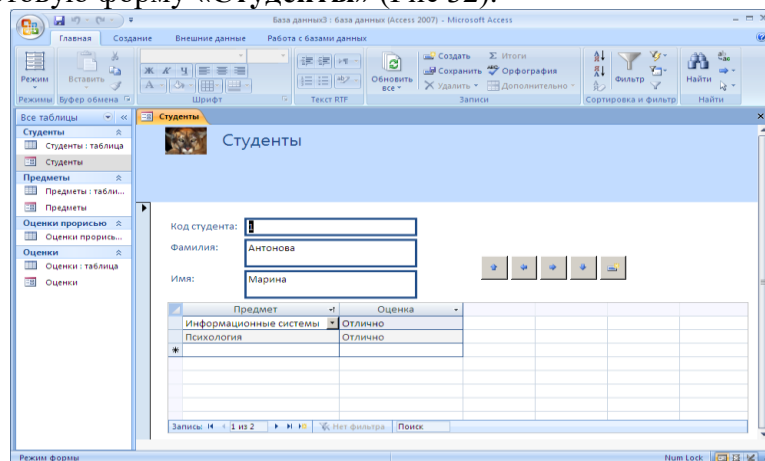 товую форму «Студенты» (Рис 32).
База данных3 : база данных (Access 2007) - Microsoft Access
Главная Создание Внешние данные Работа с базами данных
Режим
Вставить
Обновить все
Создать
Сохранить
Удалить
Итоги
Орфография
Дополнительно
Фильтр
Найти
Режимы Буфер обмена Шрифт Текст RTF Записи Сортировка и фильтр Найти
Все таблицы
Студенты
Студенты : таблица
Студенты
Предметы
Предметы : табли...
Предметы
Оценки прорисью
Оценки прорись...
Оценки
Оценки : таблица
Оценки
Студенты
Студенты
Код студента: 1
Фамилия: Антонова
Имя: Марина
Предмет Оценка
Информационные системы Отлично
Психология Отлично
Запись: 1 из 2 Нет фильтра Поиск
Режим формы Num Lock